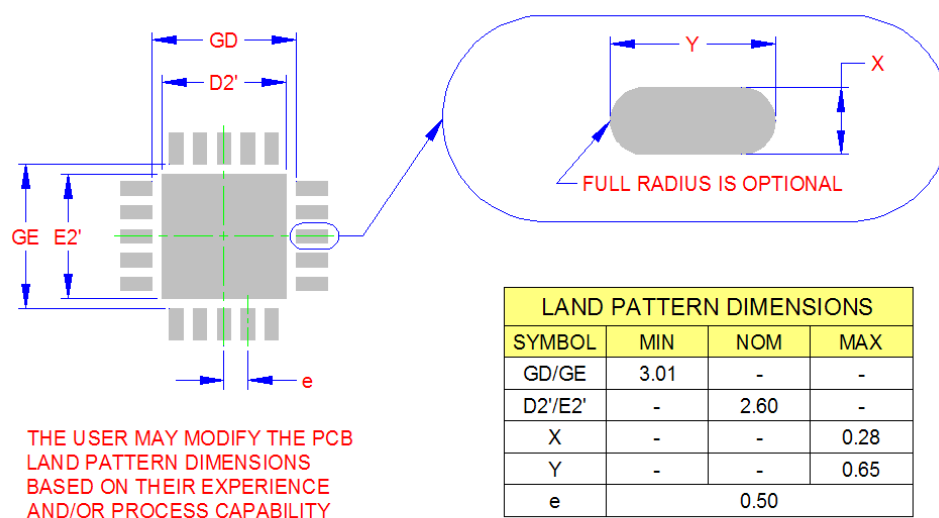 GD
D2'
GE
E2'
e
Y
X
FULL RADIUS IS OPTIONAL
THE USER MAY MODIFY THE PCB
LAND PATTERN DIMENSIONS
BASED ON THEIR EXPERIENCE
AND/OR PROCESS CAPABILITY
LAND PATTERN DIMENSIONS
SYMBOL MIN NOM MAX
GD/GE 3.01 - -
D2'/E2' - 2.60 -
X - - 0.28
Y - - 0.65
e 0.50